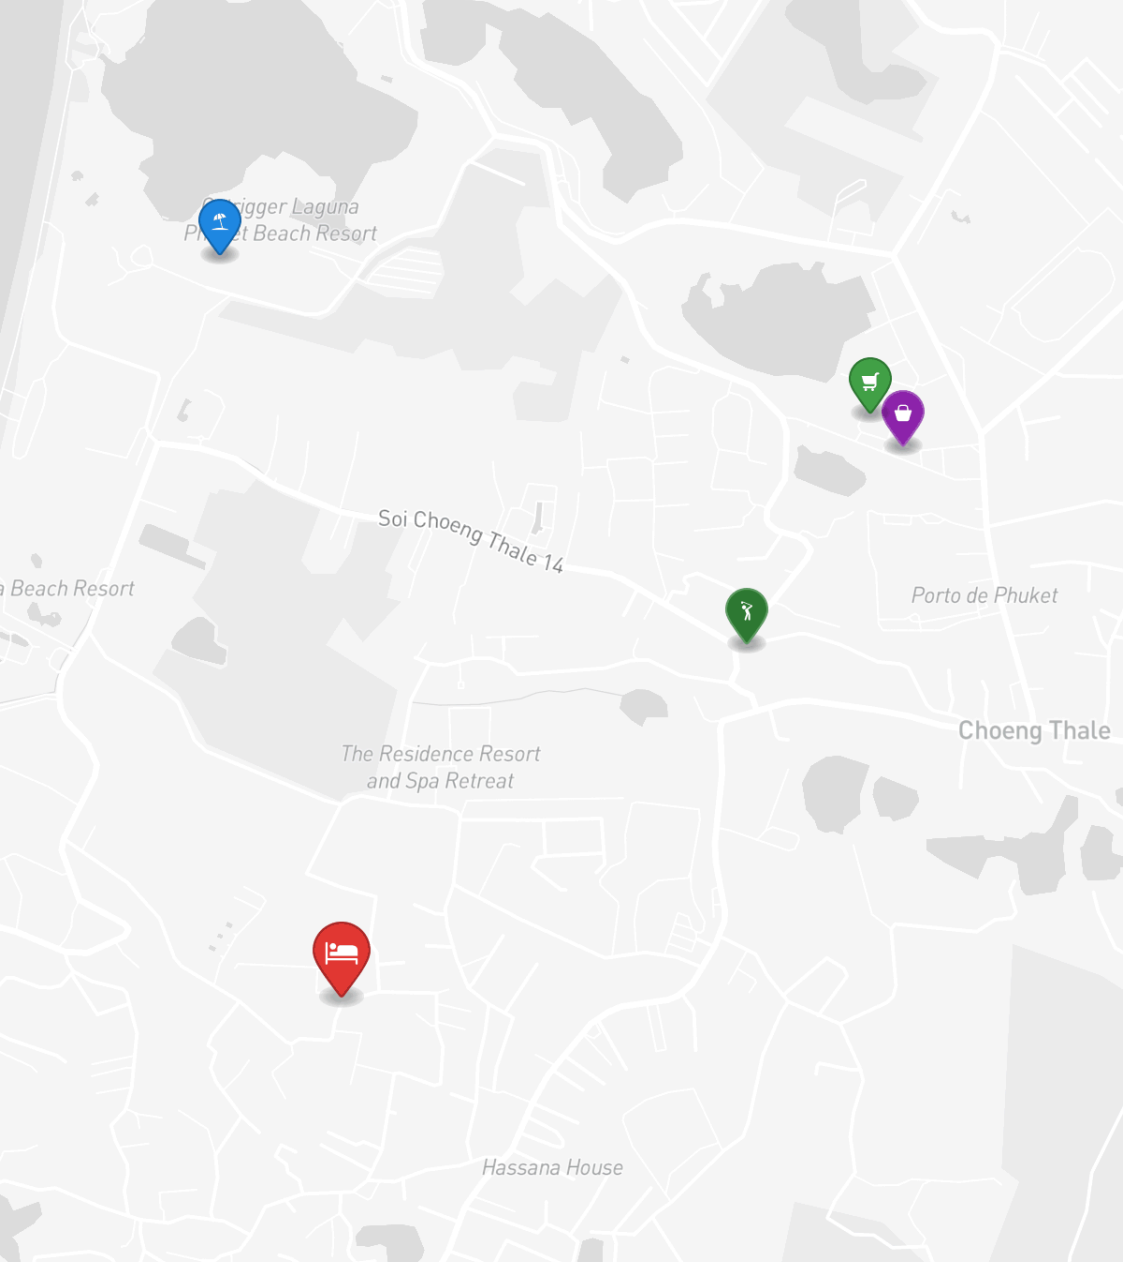 Laguna
Beach Resort
Soi Choeng Thale 14
Beach Resort
Porto de Phuket
Choeng Thale
The Residence Resort
and Spa Retreat
Hassana House